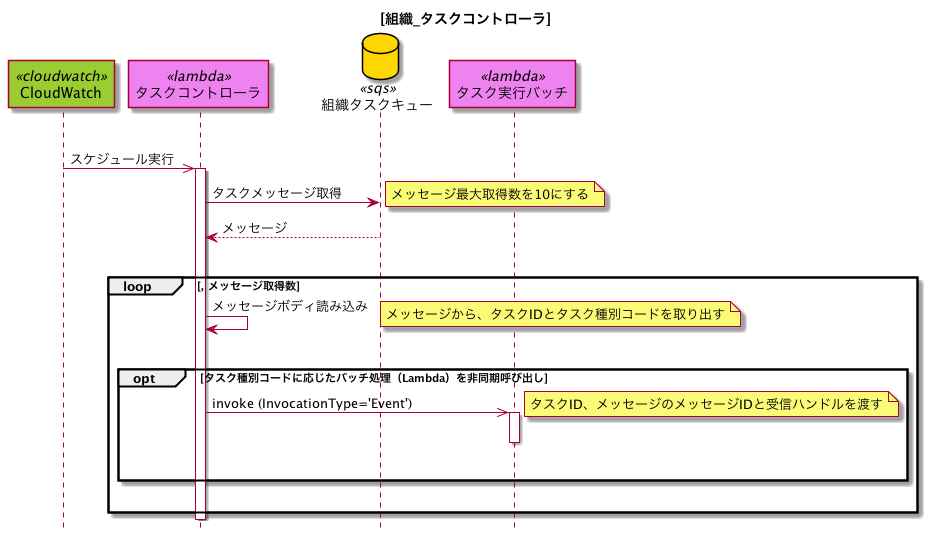 [組織_タスクコントローラ]
«cloudwatch»
CloudWatch
«lambda»
タスクコントローラ
«sqs»
組織タスクキュー
«lambda»
タスク実行バッチ
スケジュール実行
タスクメッセージ取得
メッセージ最大取得数を10にする
メッセージ
loop
[, メッセージ取得数]
メッセージボディ読み込み
メッセージから、タスクIDとタスク種別コードを取り出す
opt
[タスク種別コードに応じたバッチ処理（Lambda）を非同期呼び出し]
invoke (InvocationType='Event')
タスクID、メッセージのメッセージIDと受信ハンドルを渡す